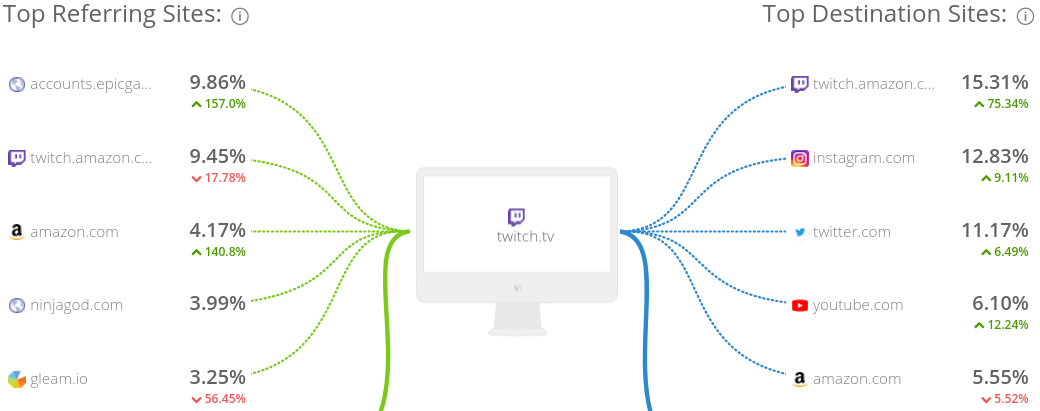 Top Referring Sites:
accounts.epicga... 9.86%
157.0%
twitch.amazon.c... 9.45%
17.78%
amazon.com 4.17%
140.8%
ninjagod.com 3.99%
gleam.io 3.25%
56.45%
twitch.tv
Top Destination Sites:
twitch.amazon.c... 15.31%
75.34%
instagram.com 12.83%
9.11%
twitter.com 11.17%
6.49%
youtube.com 6.10%
12.24%
amazon.com 5.55%
5.52%